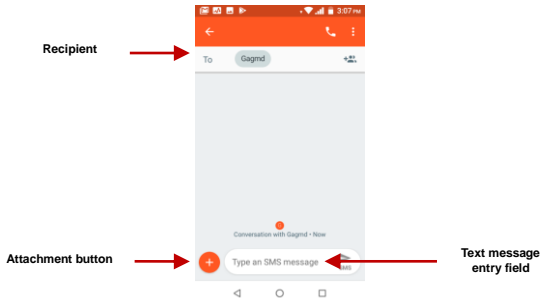 3:07 PM
Recipient
To Gagmd
Conversation with Gagmd • Now
Attachment button
Type an SMS message
SMS
Text message
entry field